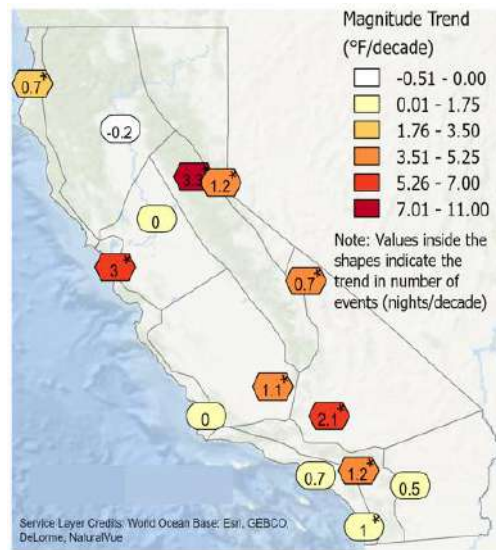 Magnitude Trend
(°F/decade)
-0.51 - 0.00
0.01 - 1.75
1.76 - 3.50
3.51 - 5.25
5.26 - 7.00
7.01 - 11.00
Note: Values inside the
shapes indicate the
trend in number of
events (nights/decade)
0.7*
-0.2
1.2*
0
3*
0.7*
1.1*
0
2.1*
1.2*
0.7
0.5
1*
Service Layer Credits: World Ocean Base: Esri, GEBCO,
DeLorme, NaturalVue